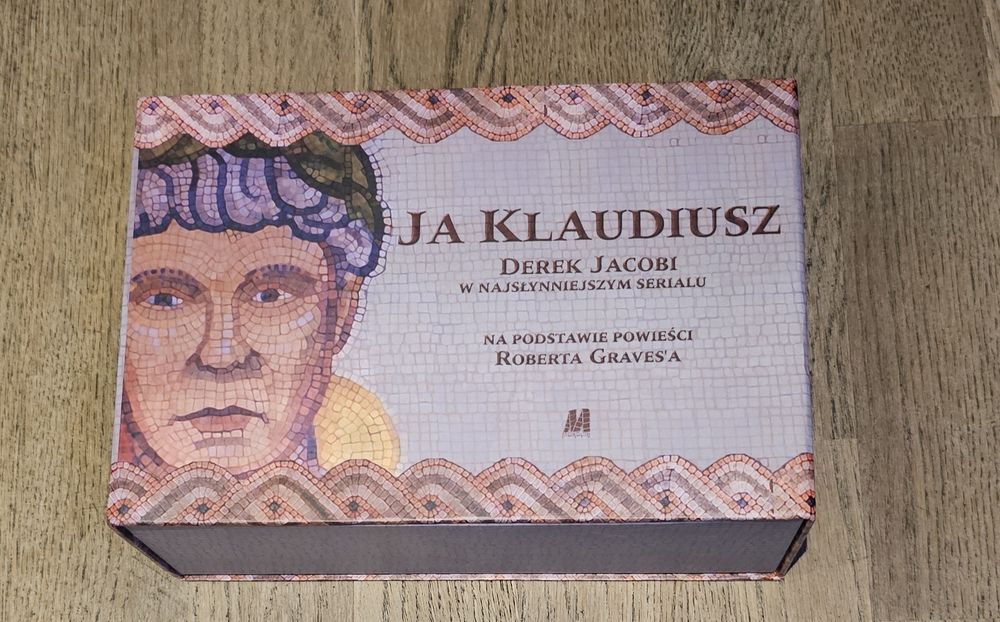 JA KLAUDIUSZ
DEREK JACOBI
W NAJSŁYNNIEJSZYM SERIALU
NA PODSTAWIE POWIEŚCI
ROBERTA GRAVES'A